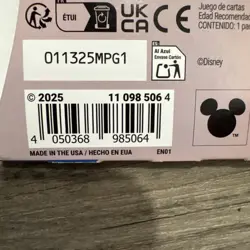 ÉTUI
UK
CA
Juego de cartas
Edad Recomendada
CONTENIDO: 1 para
011325MPG1
Al Azul
Envase Cartón
©Disney
© 2025
11 098 506 4
4 050368 985064
MADE IN THE USA / HECHO EN EUA
EN01